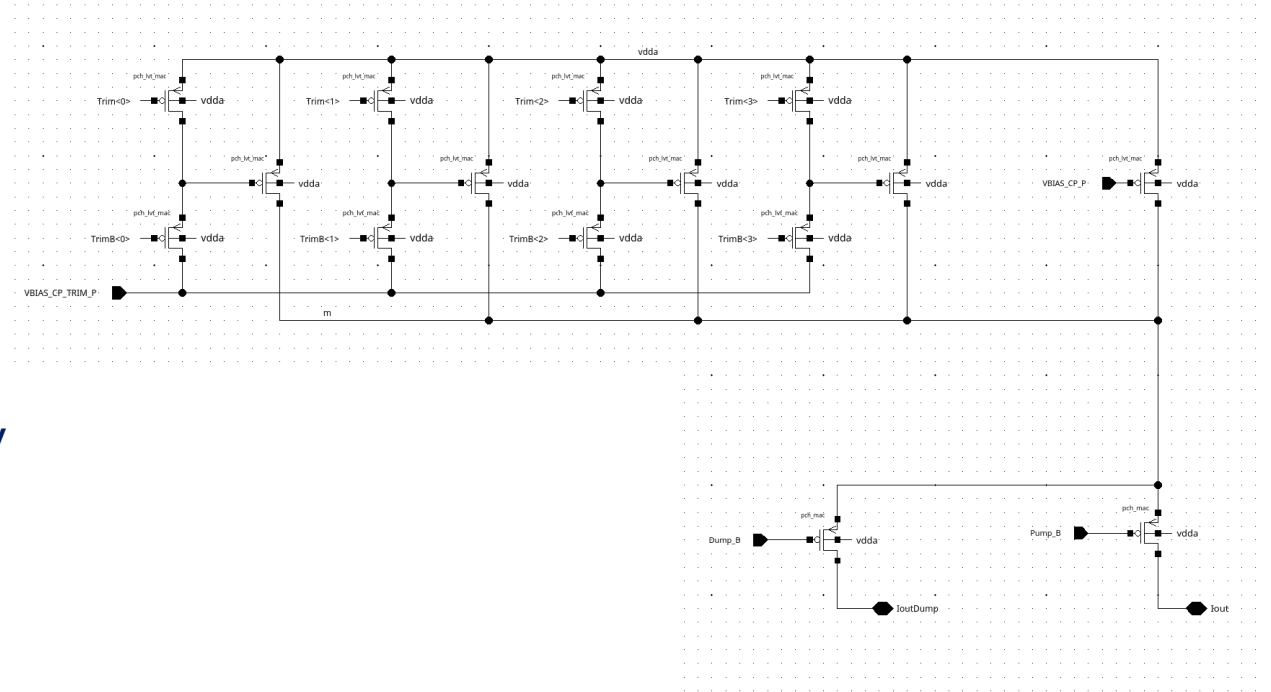 vdda
pch_lvt_mac
pch_lvt_mac
pch_lvt_mac
pch_lvt_mac
Trim<0>
vdda
Trim<1>
vdda
Trim<2>
vdda
Trim<3>
vdda
pch_lvt_mac
pch_lvt_mac
pch_lvt_mac
pch_lvt_mac
pch_lvt_mac
vdda
vdda
vdda
vdda
VBIAS_CP_P
vdda
pch_lvt_mac
pch_lvt_mac
pch_lvt_mac
pch_lvt_mac
TrimB<0>
vdda
TrimB<1>
vdda
TrimB<2>
vdda
TrimB<3>
vdda
VBIAS_CP_TRIM_P
m
pch_mac
pch_mac
Dump_B
vdda
Pump_B
vdda
IoutDump
Iout